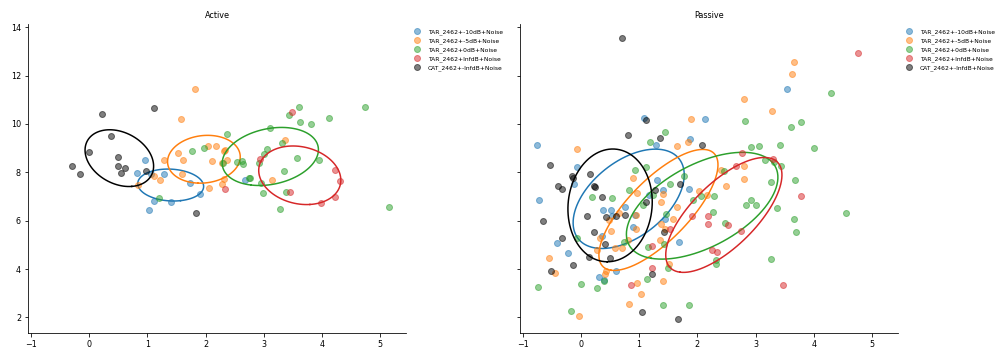 Active
14
12
10
8
6
4
2
-1
0
1
2
3
4
5
TAR_2462+-10dB+Noise
TAR_2462+-5dB+Noise
TAR_2462+0dB+Noise
TAR_2462+InfdB+Noise
CAT_2462+-InfdB+Noise
Passive
-1
0
1
2
3
4
5
TAR_2462+-10dB+Noise
TAR_2462+-5dB+Noise
TAR_2462+0dB+Noise
TAR_2462+InfdB+Noise
CAT_2462+-InfdB+Noise